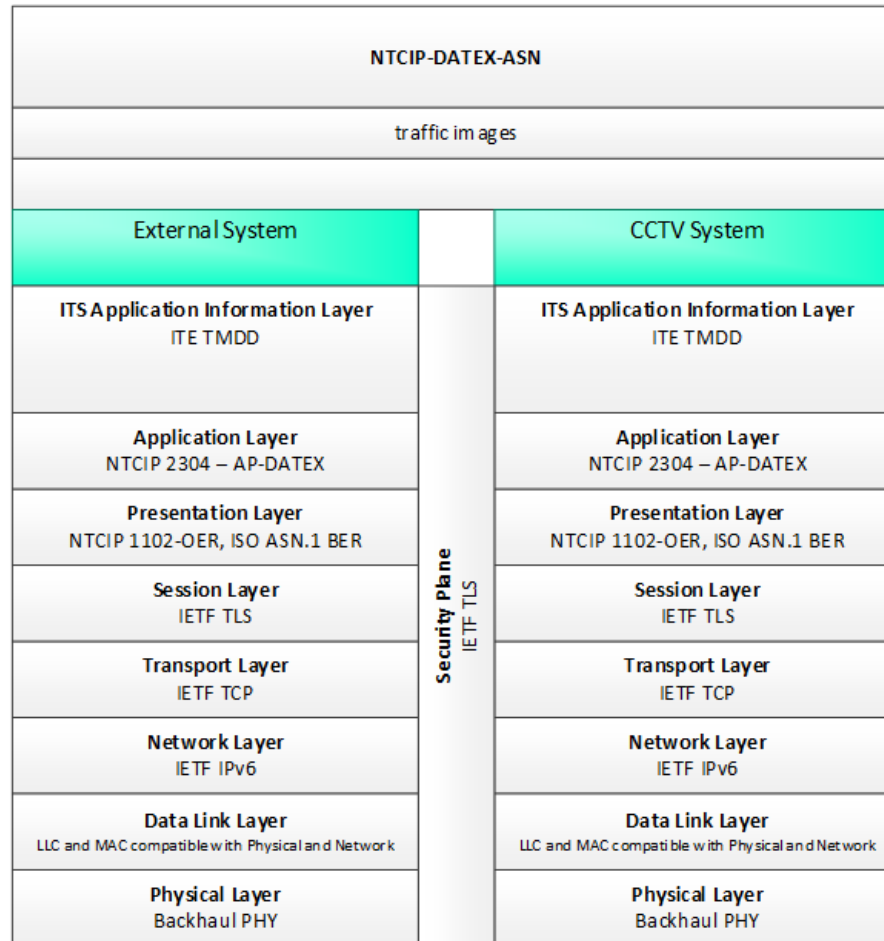 NTCIP-DATEX-ASN
traffic images
External System
ITS Application Information Layer
ITE TMDD
Application Layer
NTCIP 2304 – AP-DATEX
Presentation Layer
NTCIP 1102-OER, ISO ASN.1 BER
Session Layer
IETF TLS
Transport Layer
IETF TCP
Network Layer
IETF IPv6
Data Link Layer
LLC and MAC compatible with Physical and Network
Physical Layer
Backhaul PHY
Security Plane
IETF TLS
CCTV System
ITS Application Information Layer
ITE TMDD
Application Layer
NTCIP 2304 – AP-DATEX
Presentation Layer
NTCIP 1102-OER, ISO ASN.1 BER
Session Layer
IETF TLS
Transport Layer
IETF TCP
Network Layer
IETF IPv6
Data Link Layer
LLC and MAC compatible with Physical and Network
Physical Layer
Backhaul PHY